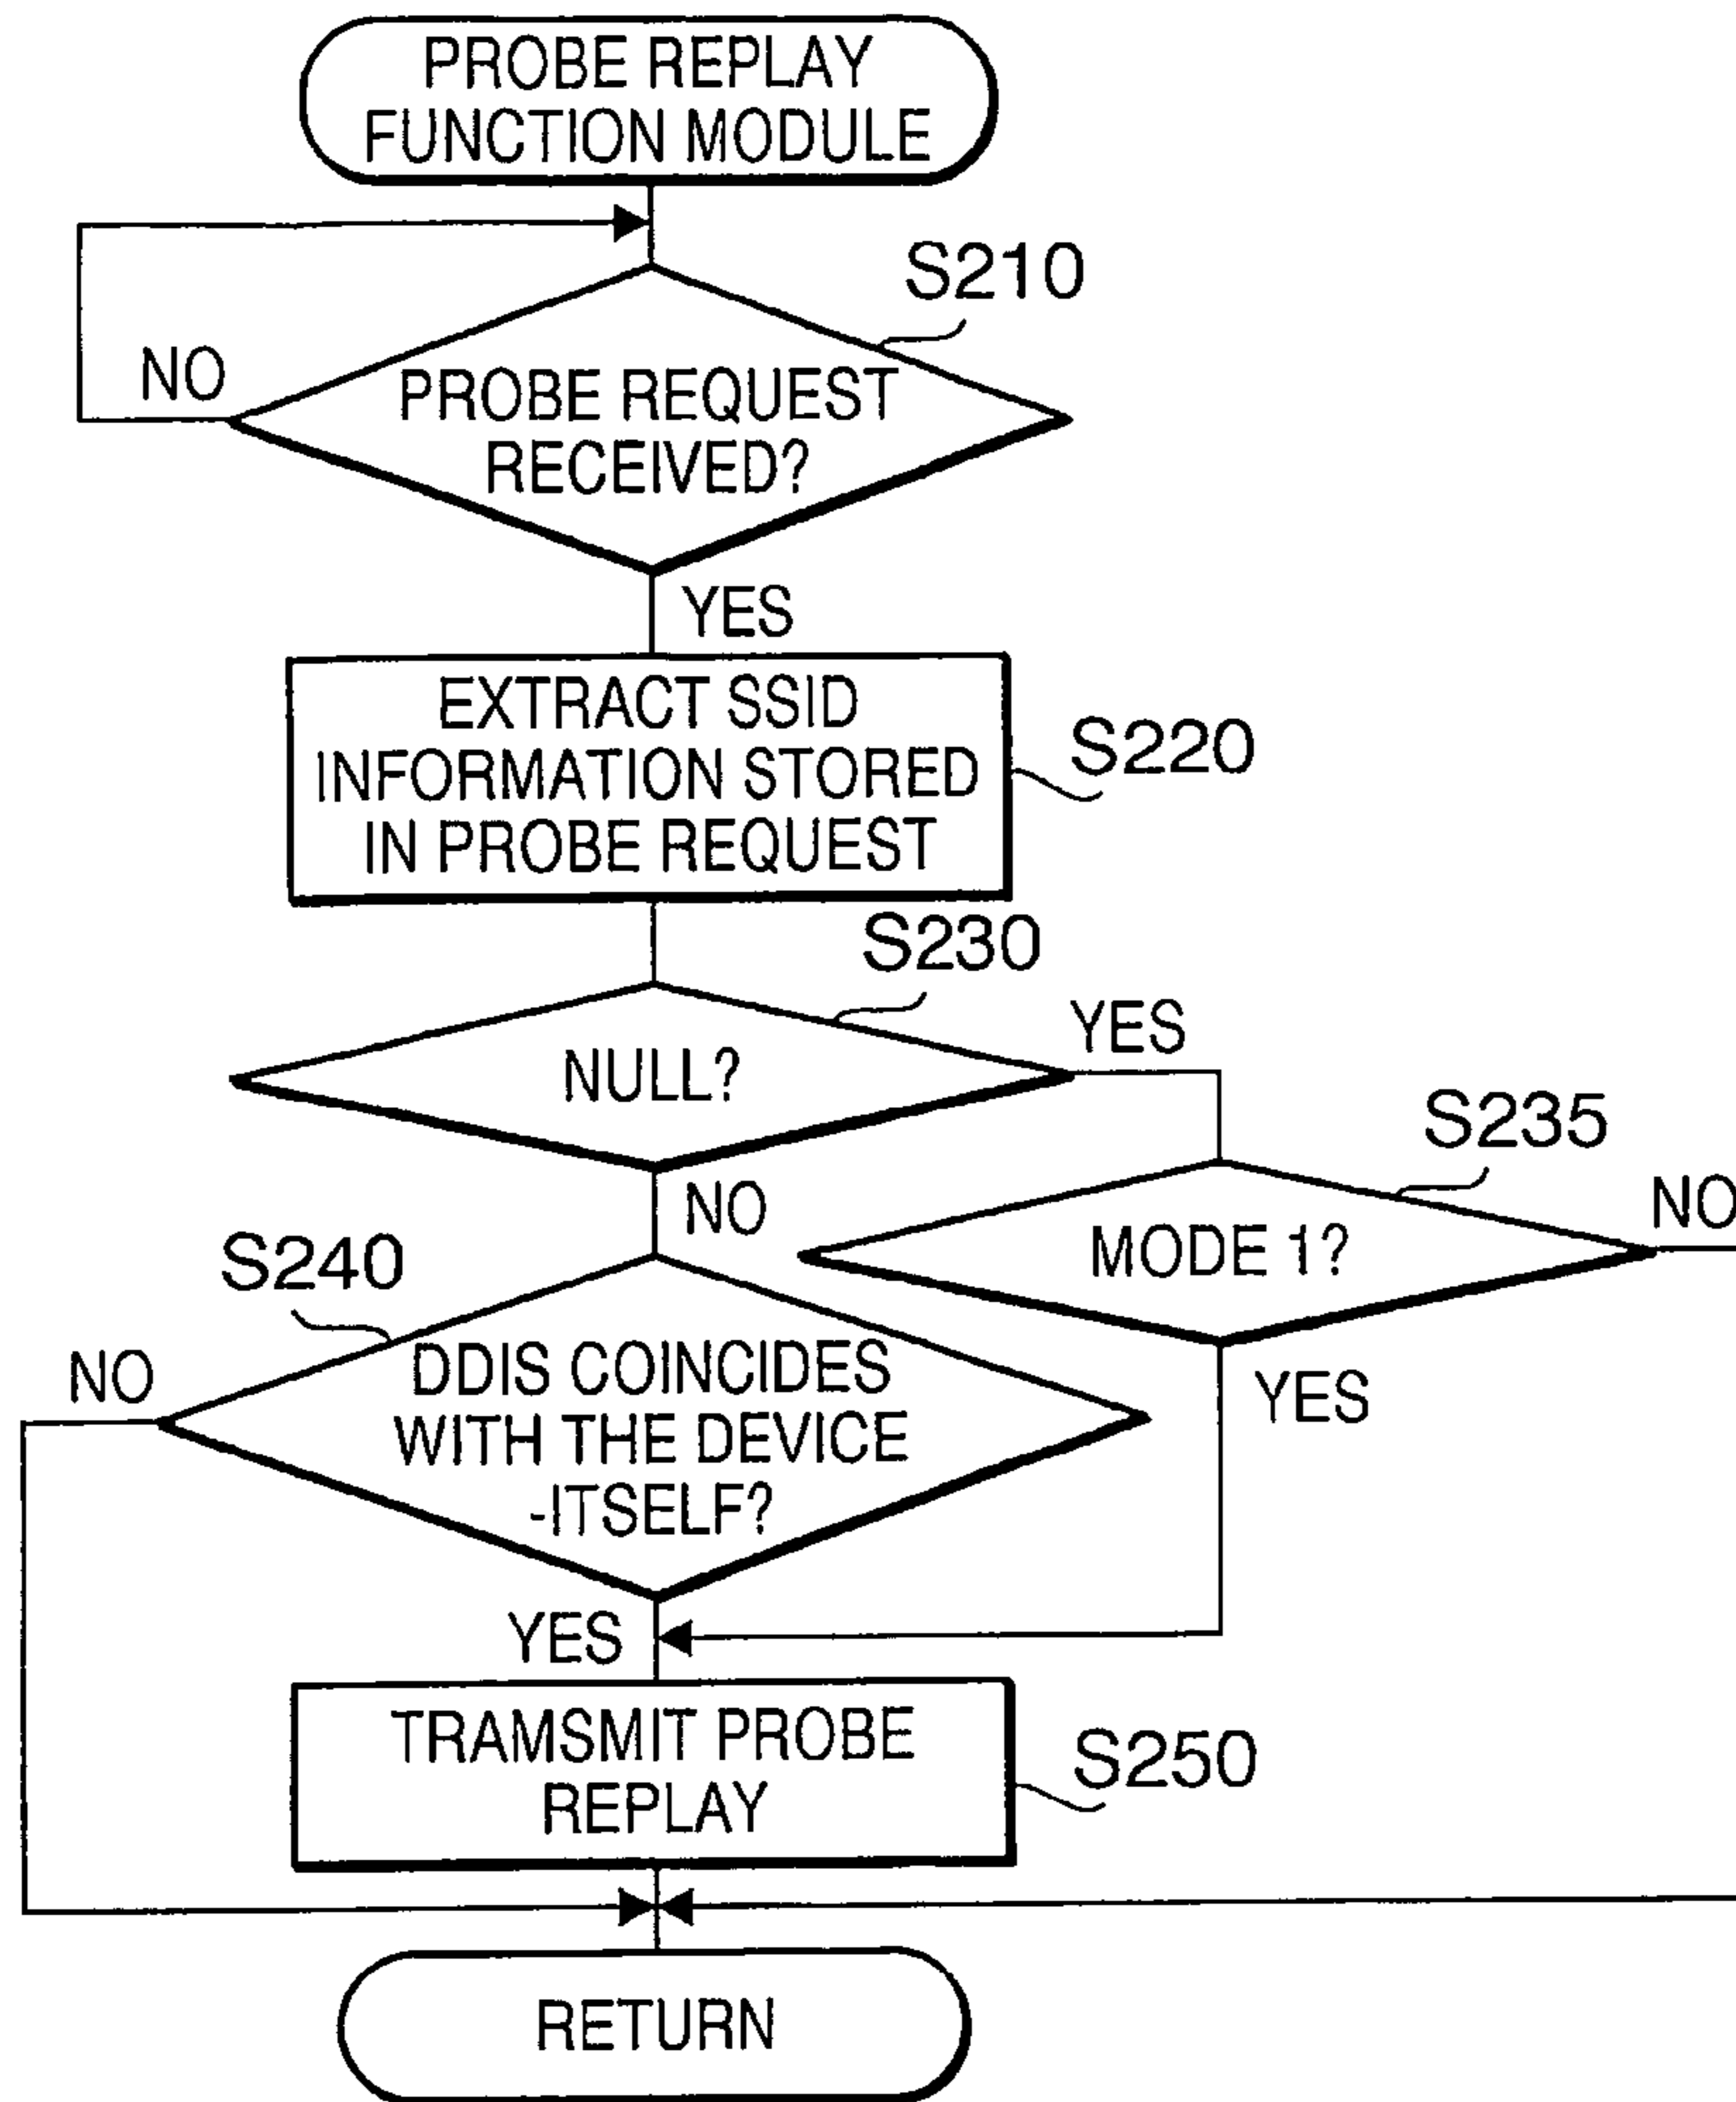 PROBE REPLAY
FUNCTION MODULE
S210
NO
PROBE REQUEST
RECEIVED?
YES
EXTRACT SSID
INFORMATION STORED
IN PROBE REQUEST
S220
S230
YES
NULL?
S235
NO
NO
MODE 1?
S240
NO
DDIS COINCIDES
WITH THE DEVICE
-ITSELF?
YES
YES
TRAMSMIT PROBE
REPLAY
S250
RETURN